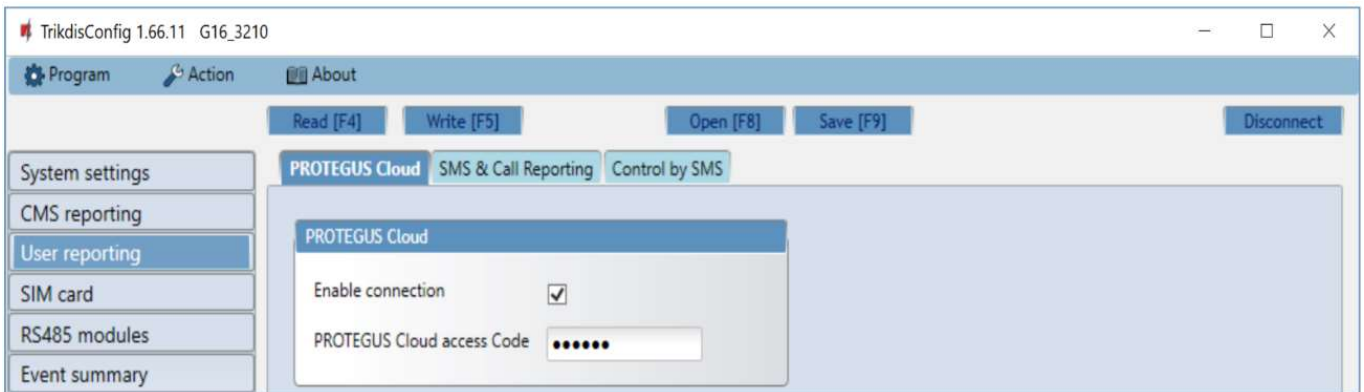 TrikdisConfig 1.66.11 G16_3210
Program Action About
Read [F4] Write [F5] Open [F8] Save [F9] Disconnect
System settings
CMS reporting
User reporting
SIM card
RS485 modules
Event summary
PROTEGUS Cloud SMS & Call Reporting Control by SMS
PROTEGUS Cloud
Enable connection
PROTEGUS Cloud access Code ••••••